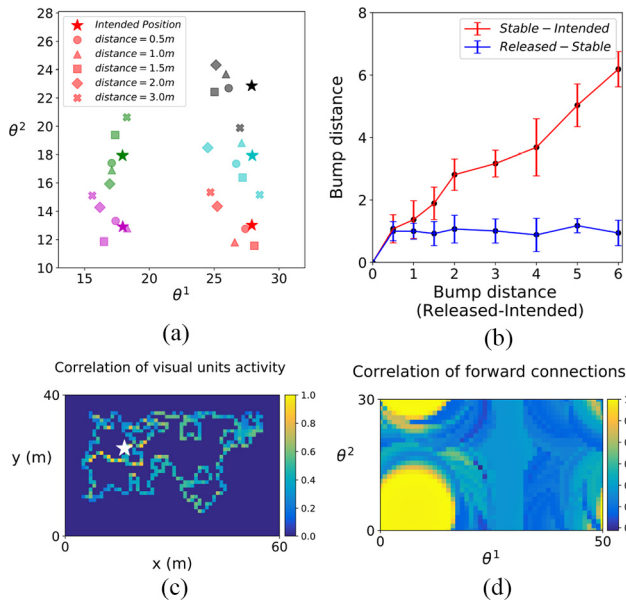 (a)
24
22
20
18
16
14
12
10
θ²
15
20
25
30
θ¹
Intended Position
distance = 0.5m
distance = 1.0m
distance = 1.5m
distance = 2.0m
distance = 3.0m
(b)
Bump distance
8
6
4
2
0
Stable − Intended
Released − Stable
0
1
2
3
4
5
6
Bump distance
(Released-Intended)
(a)
(b)
Correlation of visual units activity
40
y (m)
0
0
60
x (m)
1.0
0.8
0.6
0.4
0.2
0.0
(c)
Correlation of forward connections
30
θ²
0
0
50
θ¹
(d)